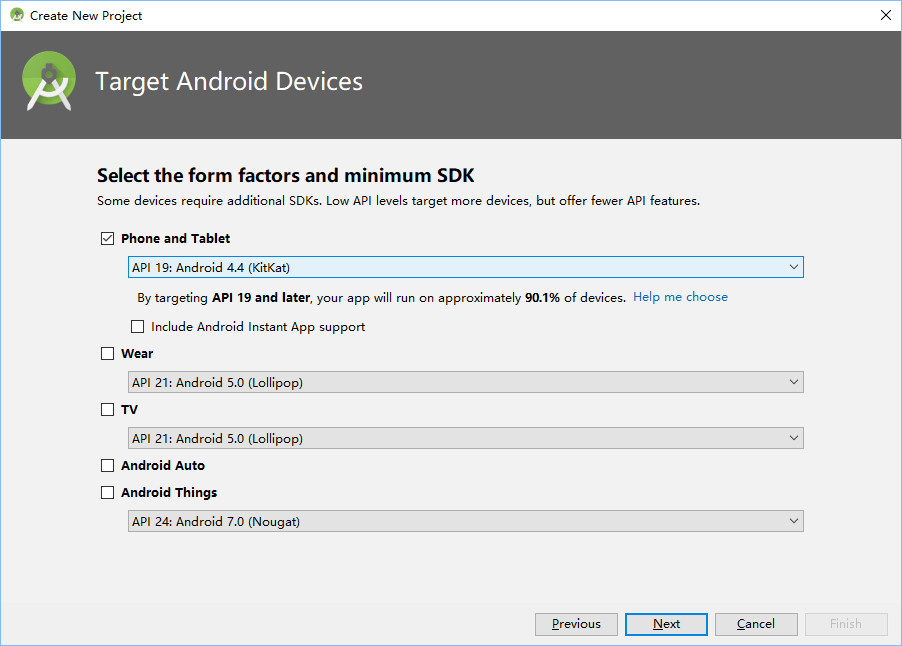 Create New Project
Target Android Devices
Select the form factors and minimum SDK
Some devices require additional SDKs. Low API levels target more devices, but offer fewer API features.
Phone and Tablet
API 19: Android 4.4 (KitKat)
By targeting API 19 and later, your app will run on approximately 90.1% of devices. Help me choose
Include Android Instant App support
Wear
API 21: Android 5.0 (Lollipop)
TV
API 21: Android 5.0 (Lollipop)
Android Auto
Android Things
API 24: Android 7.0 (Nougat)
Previous Next Cancel Finish